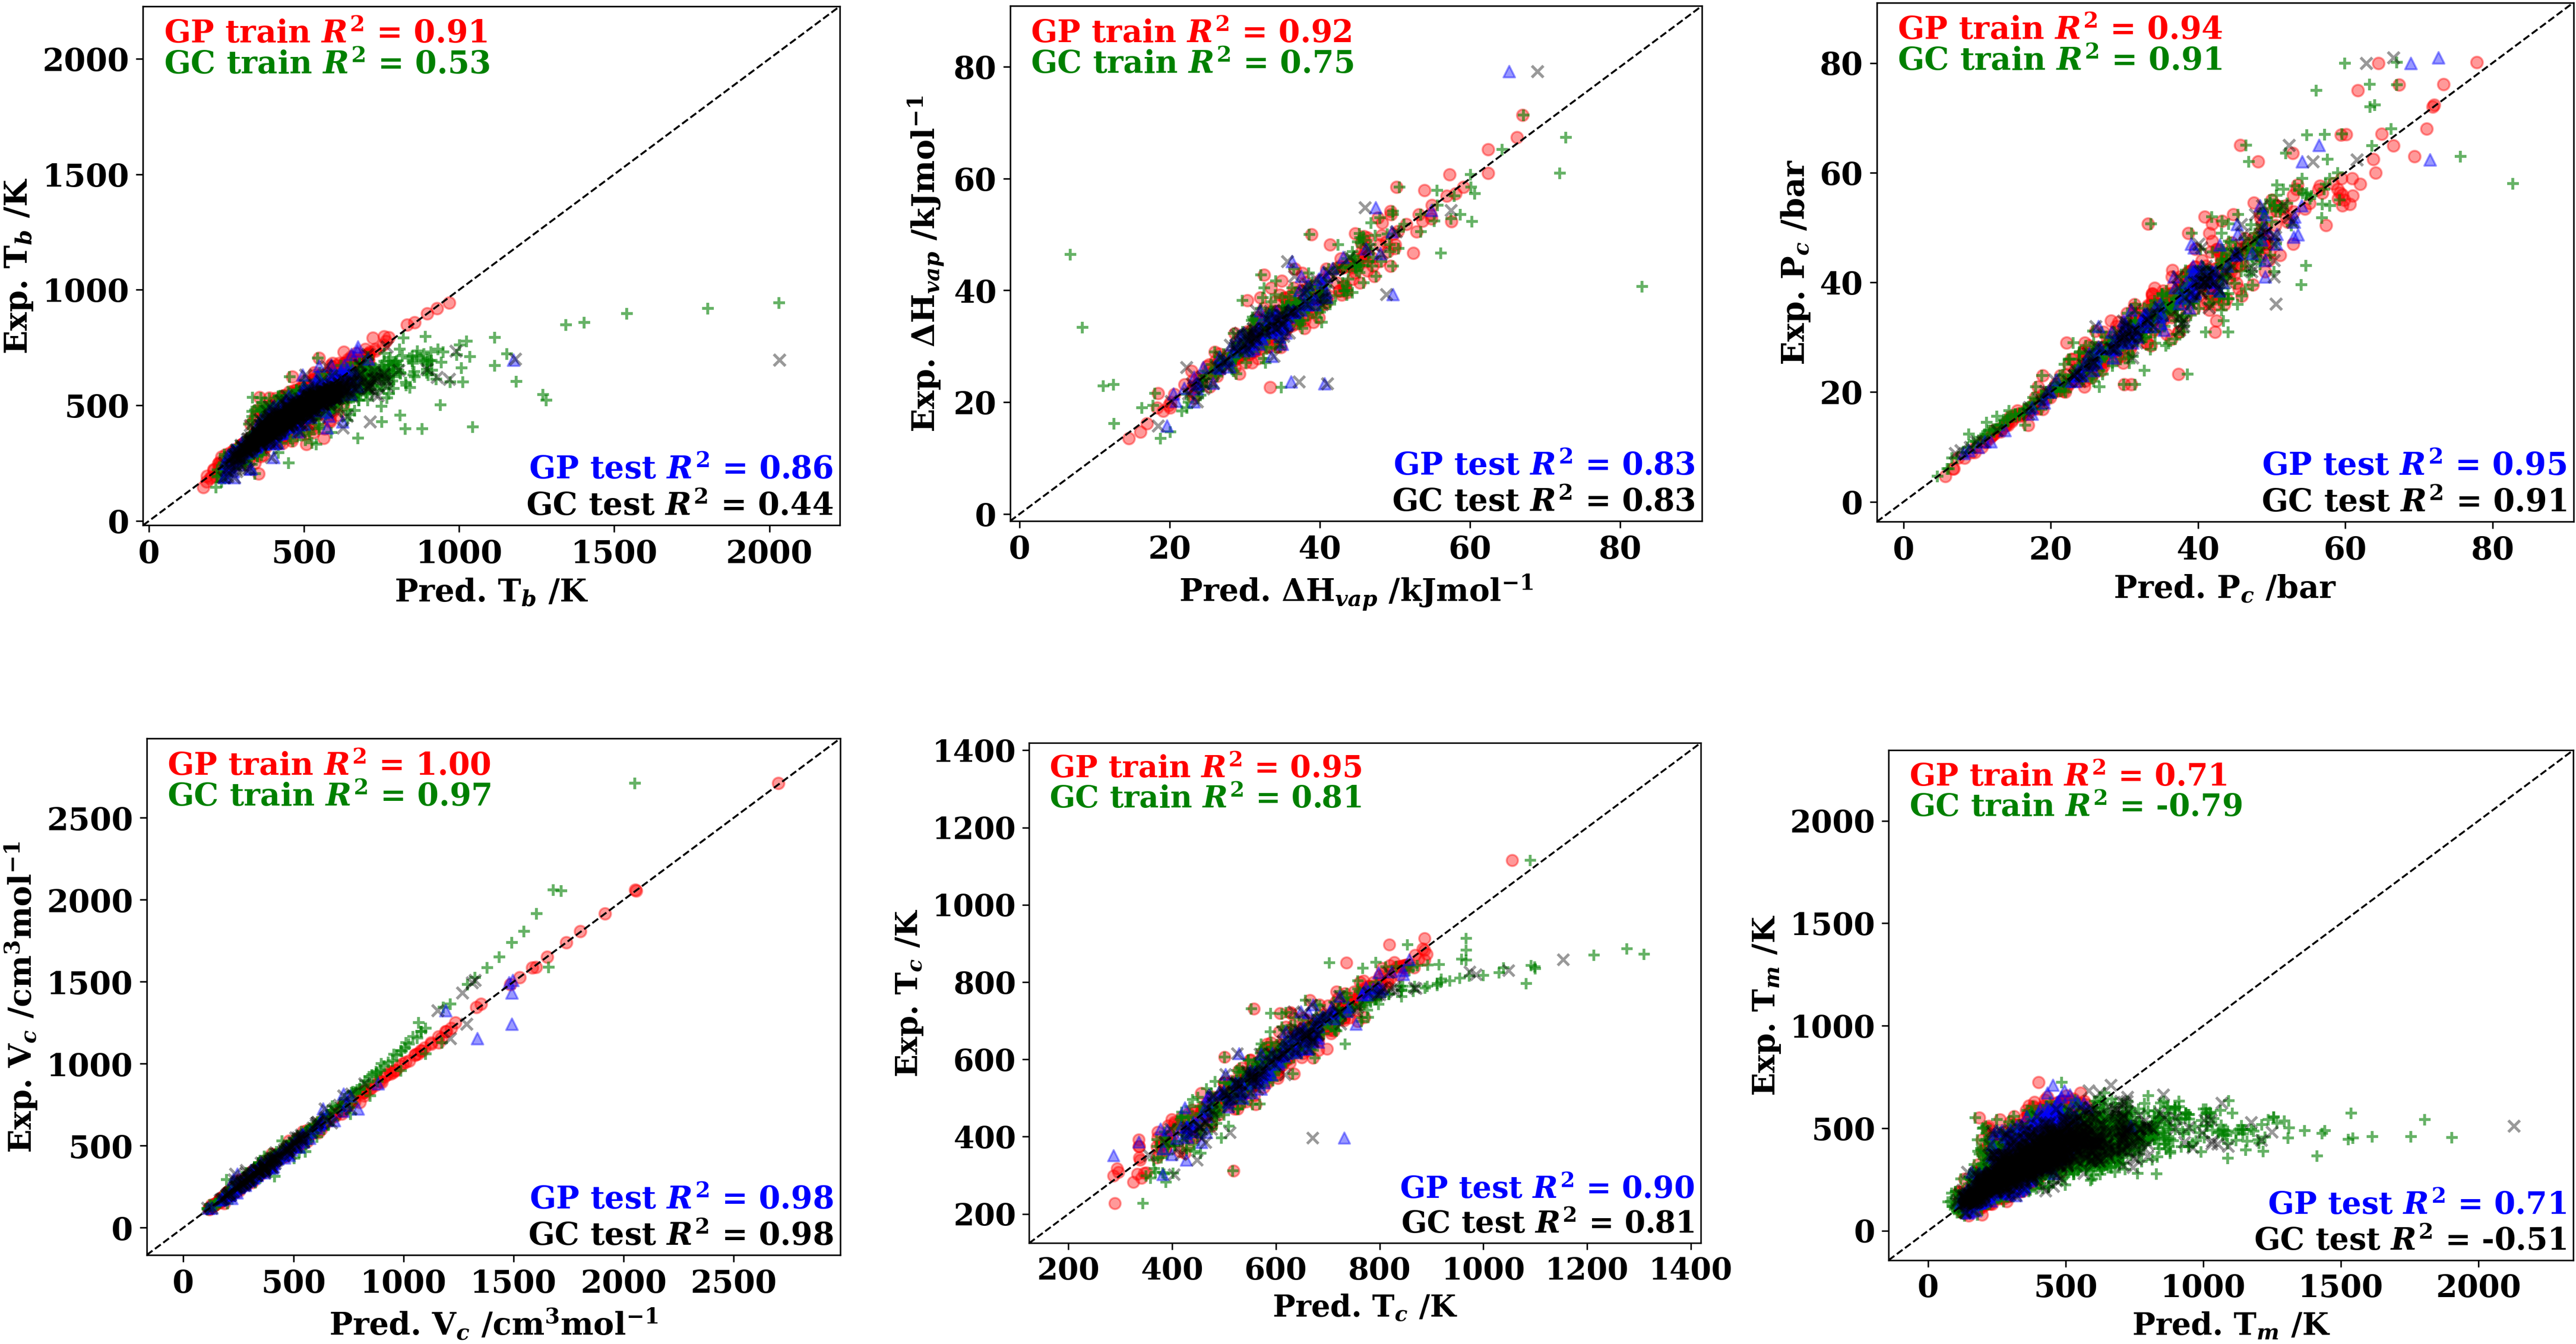 GP train R² = 0.91
GC train R² = 0.53
2000
1500
1000
500
0
Exp. T_b /K
GP test R² = 0.86
GC test R² = 0.44
0 500 1000 1500 2000
Pred. T_b /K
GP train R² = 0.92
GC train R² = 0.75
80
60
40
20
0
Exp. ΔH_vap /kJmol⁻¹
GP test R² = 0.83
GC test R² = 0.83
0 20 40 60 80
Pred. ΔH_vap /kJmol⁻¹
GP train R² = 0.94
GC train R² = 0.91
80
60
40
20
0
Exp. P_c /bar
GP test R² = 0.95
GC test R² = 0.91
0 20 40 60 80
Pred. P_c /bar
GP train R² = 1.00
GC train R² = 0.97
2500
2000
1500
1000
500
0
Exp. V_c /cm³mol⁻¹
GP test R² = 0.98
GC test R² = 0.98
0 500 1000 1500 2000 2500
Pred. V_c /cm³mol⁻¹
GP train R² = 0.95
GC train R² = 0.81
1400
1200
1000
800
600
400
200
Exp. T_c /K
GP test R² = 0.90
GC test R² = 0.81
200 400 600 800 1000 1200 1400
Pred. T_c /K
GP train R² = 0.71
GC train R² = -0.79
2000
1500
1000
500
0
Exp. T_m /K
GP test R² = 0.71
GC test R² = -0.51
0 500 1000 1500 2000
Pred. T_m /K